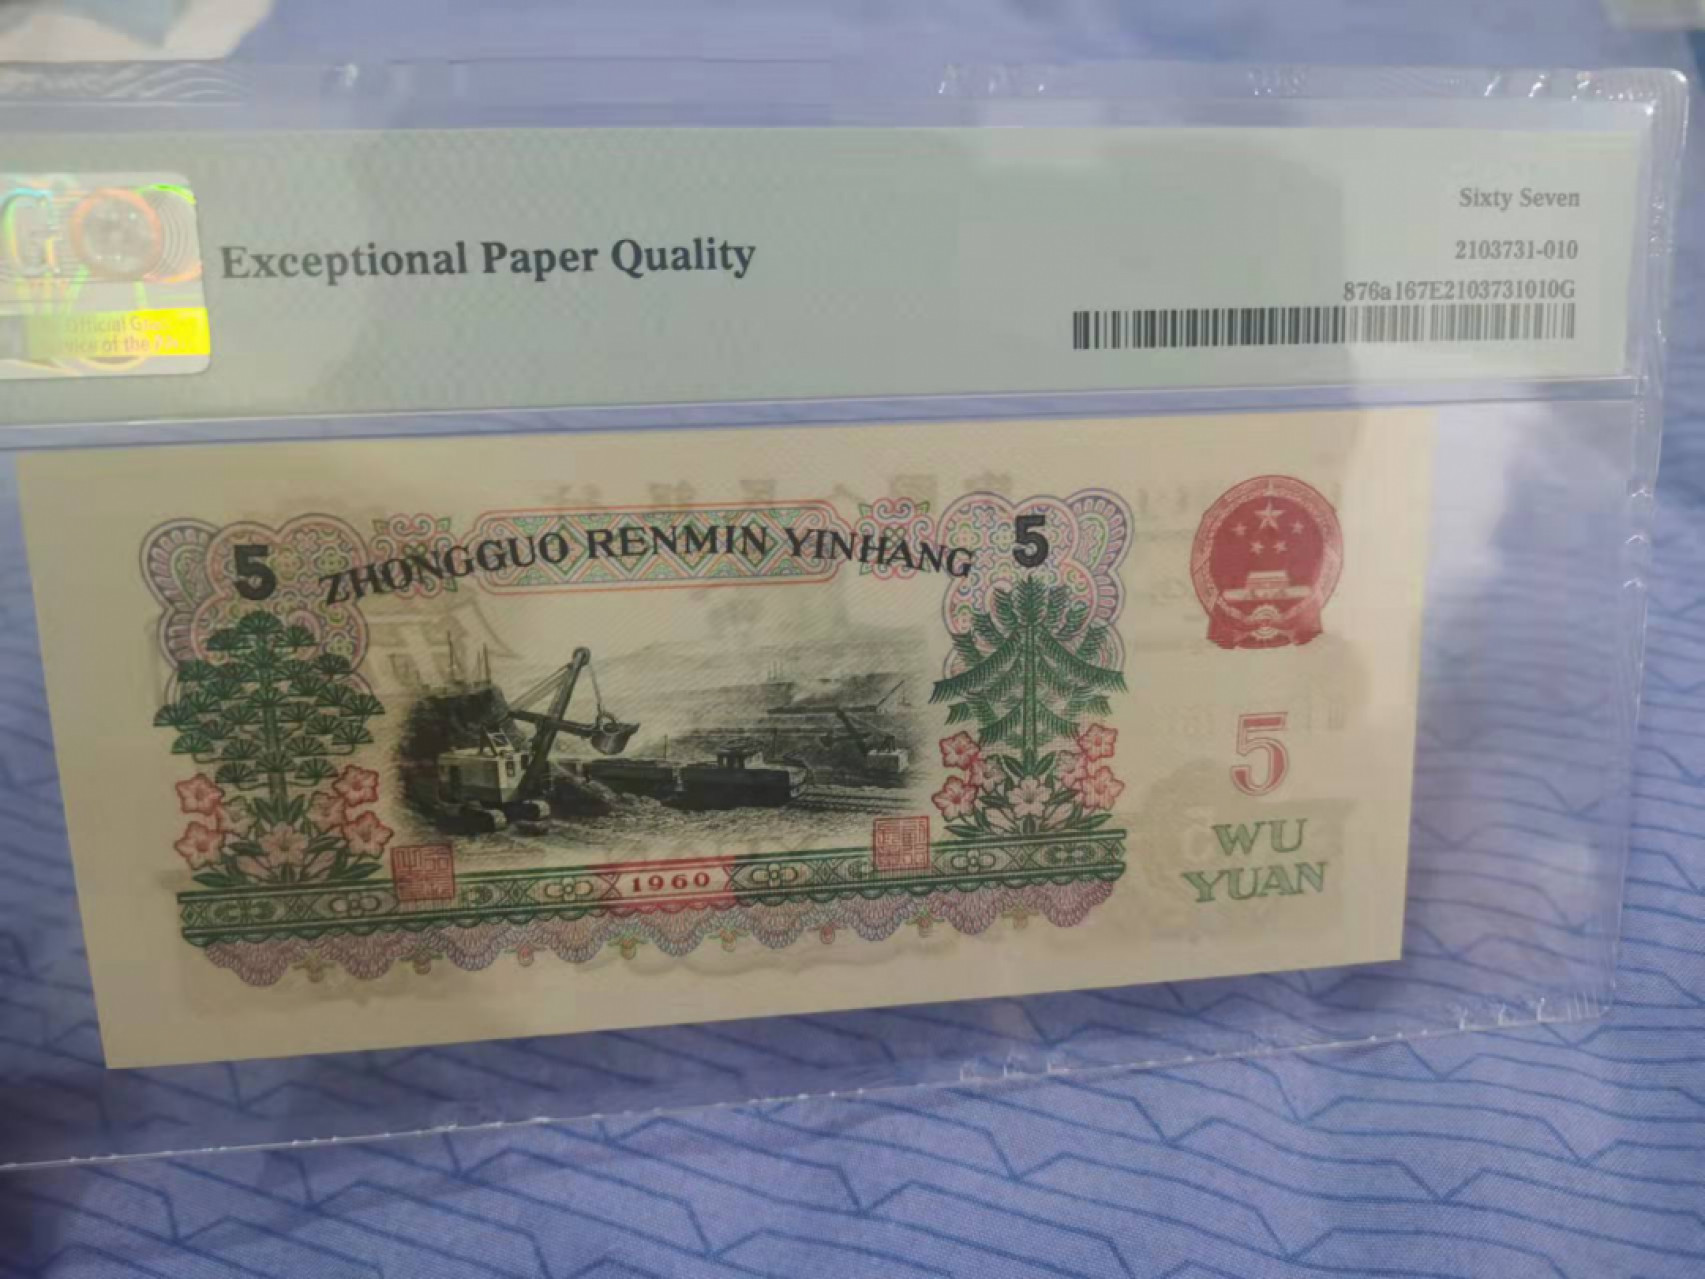 Sixty Seven
2103731-010
Exceptional Paper Quality
876a167E2103731010G
5
ZHONGGUO RENMIN YINHANG
5
5
WU
YUAN
1960